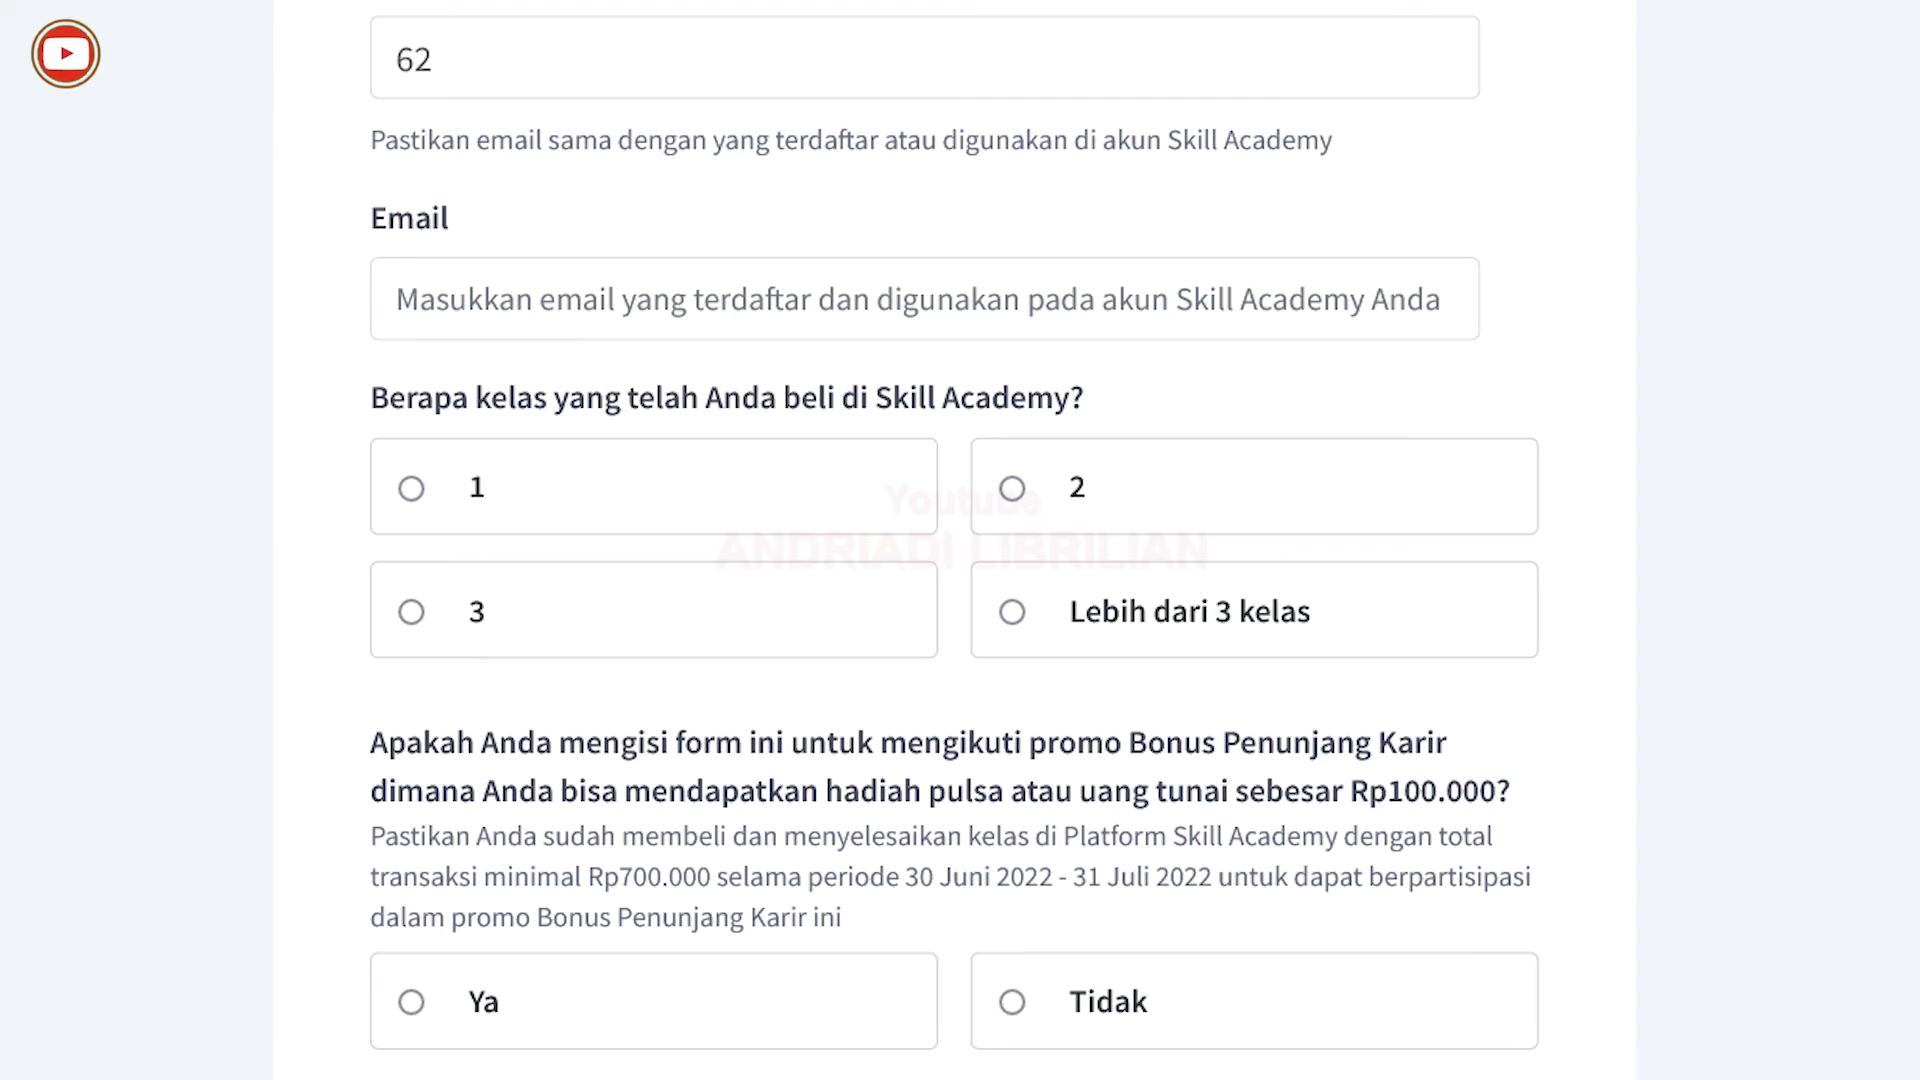 62
Pastikan email sama dengan yang terdaftar atau digunakan di akun Skill Academy
Email
Masukkan email yang terdaftar dan digunakan pada akun Skill Academy Anda
Berapa kelas yang telah Anda beli di Skill Academy?
1
2
Youtube
ANDRIADI LIBRILIAN
3
Lebih dari 3 kelas
Apakah Anda mengisi form ini untuk mengikuti promo Bonus Penunjang Karir
dimana Anda bisa mendapatkan hadiah pulsa atau uang tunai sebesar Rp100.000?
Pastikan Anda sudah membeli dan menyelesaikan kelas di Platform Skill Academy dengan total
transaksi minimal Rp700.000 selama periode 30 Juni 2022 - 31 Juli 2022 untuk dapat berpartisipasi
dalam promo Bonus Penunjang Karir ini
Ya
Tidak